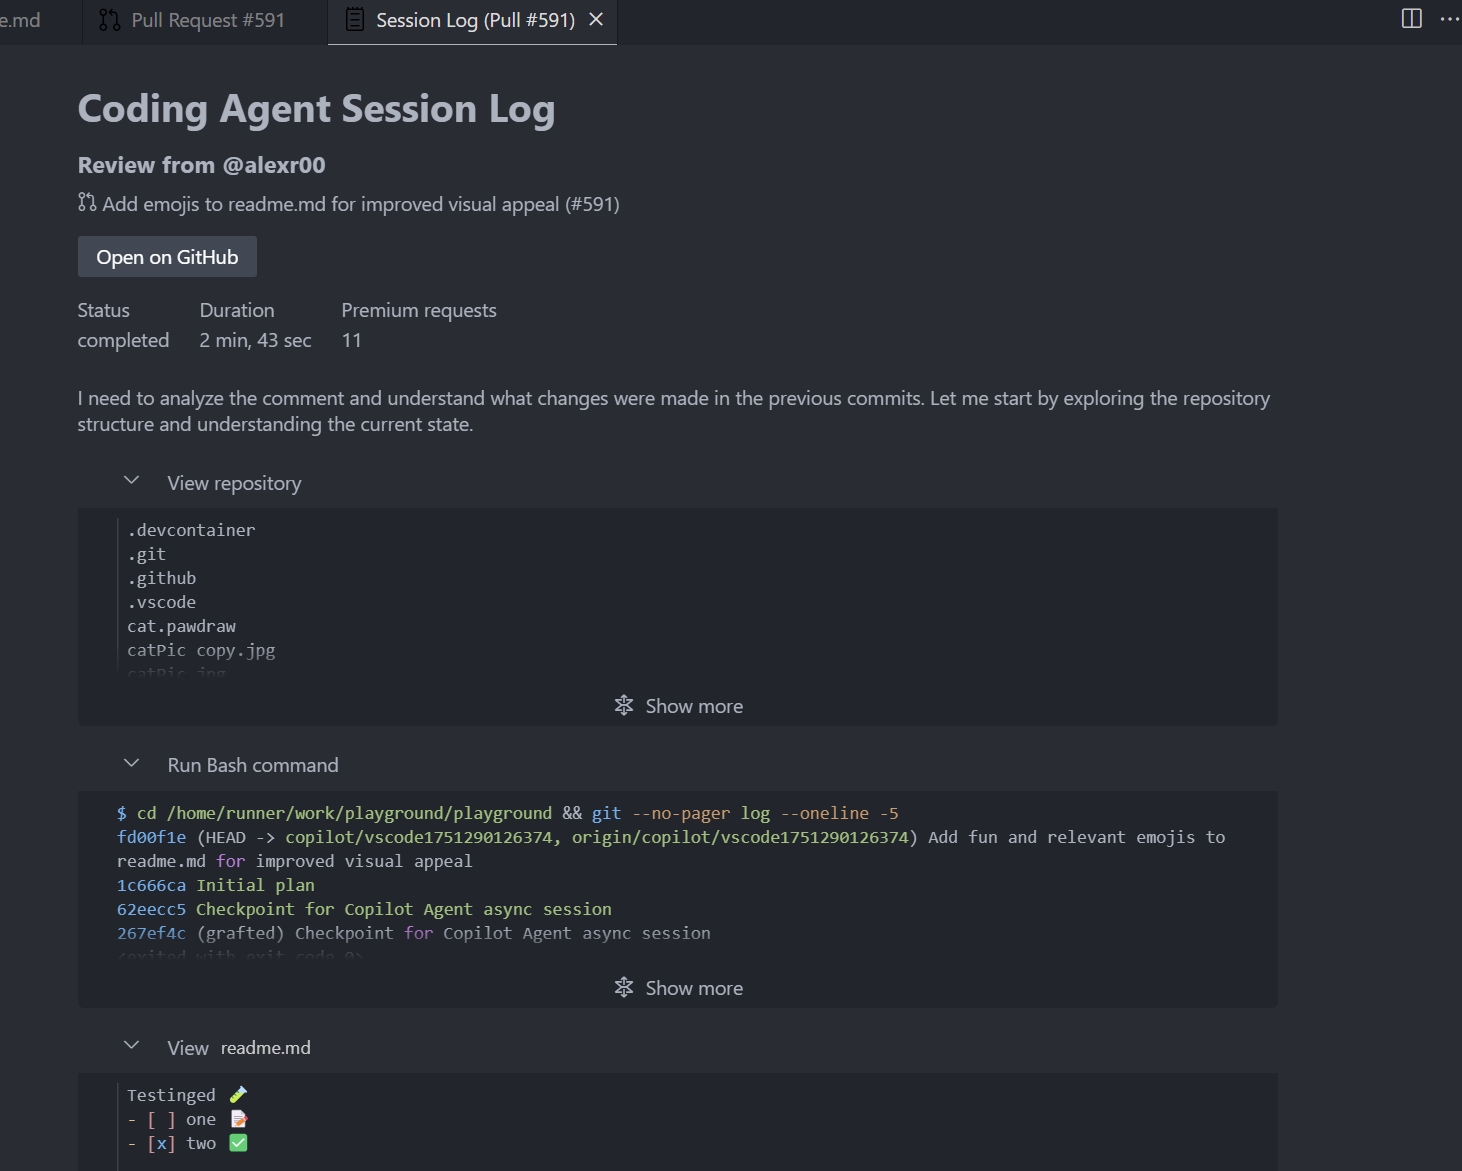 e.md
Pull Request #591
Session Log (Pull #591)
Coding Agent Session Log
Review from @alexr00
Add emojis to readme.md for improved visual appeal (#591)
Open on GitHub
Status Duration Premium requests
completed 2 min, 43 sec 11
I need to analyze the comment and understand what changes were made in the previous commits. Let me start by exploring the repository
structure and understanding the current state.
View repository
.devcontainer
.git
.github
.vscode
cat.pawdraw
catPic copy.jpg
catPic.jpg
Show more
Run Bash command
$ cd /home/runner/work/playground/playground && git --no-pager log --oneline -5
fd00f1e (HEAD -> copilot/vscode1751290126374, origin/copilot/vscode1751290126374) Add fun and relevant emojis to
readme.md for improved visual appeal
1c666ca Initial plan
62eecc5 Checkpoint for Copilot Agent async session
267ef4c (grafted) Checkpoint for Copilot Agent async session
<exited with exit code 0>
Show more
View readme.md
Testinged 🧪
- [ ] one 📝
- [x] two ✅